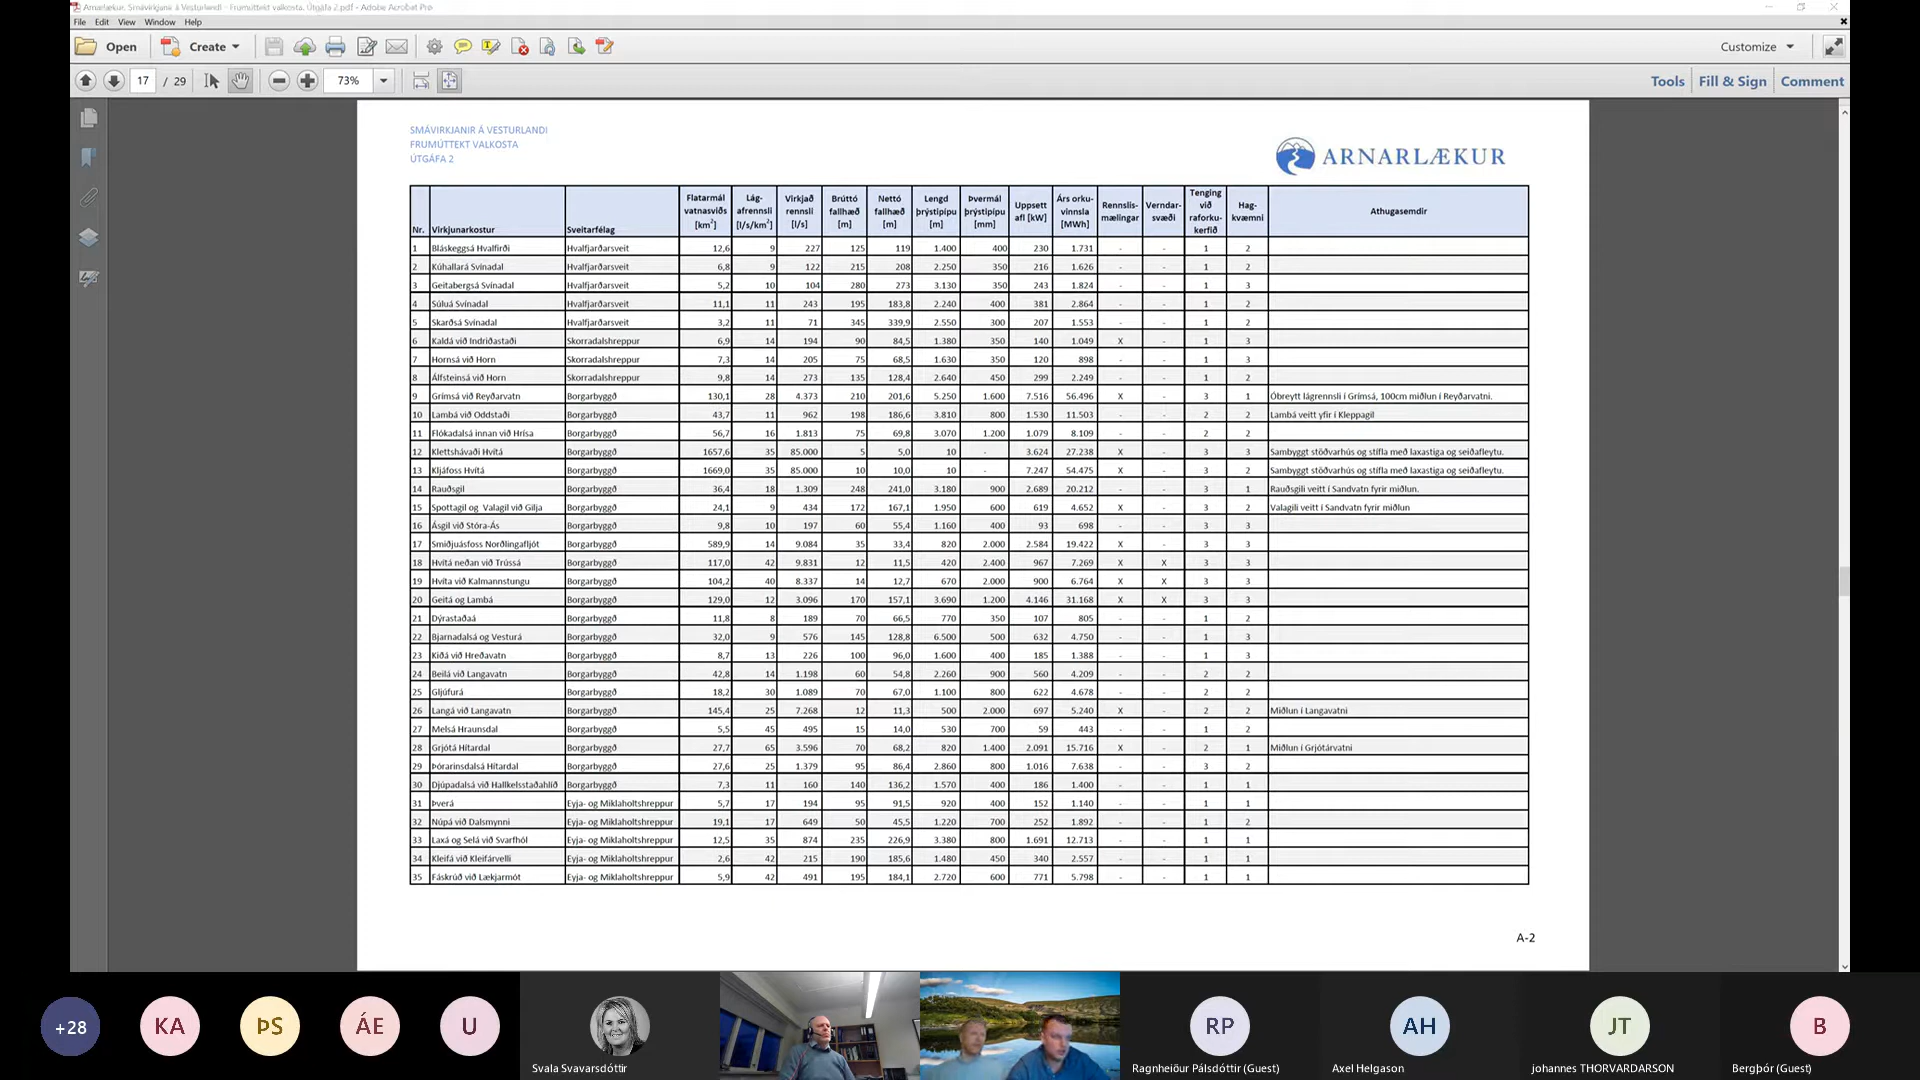 Arnarlækur. Smávirkjanir á Vesturlandi - Frumúttekt valkosta. Útgáfa 2.pdf - Adobe Acrobat Pro
File Edit View Window Help
Open Create Customize
17 / 29 73% Tools Fill & Sign Comment
SMÁVIRKJANIR Á VESTURLANDI
FRUMÚTTEKT VALKOSTA
ÚTGÁFA 2
ARNARLÆKUR
Nr. Virkjunarkostur Sveitarfélag Flatarmál vatnasviðs [km²] Lág-afrennsli [l/s/km²] Virkjað rennsli [l/s] Brúttó fallhæð [m] Nettó fallhæð [m] Lengd þrýstipípu [m] Þvermál þrýstipípu [mm] Uppsett afl [kW] Árs orku-vinnsla [MWh] Rennslis-mælingar Verndar-svæði Tenging við raforku-kerfið Hag-kvæmni Athugasemdir
1 Bláskeggsá Hvalfirði Hvalfjarðarsveit 12,6 9 227 125 119 1.400 400 230 1.731 - - 1 2
2 Kúhallará Svínadal Hvalfjarðarsveit 6,8 9 122 215 208 2.250 350 216 1.626 - - 1 2
3 Geitabergsá Svínadal Hvalfjarðarsveit 5,2 10 104 280 273 3.130 350 243 1.824 - - 1 3
4 Súluá Svínadal Hvalfjarðarsveit 11,1 11 243 195 183,8 2.240 400 381 2.864 - - 1 2
5 Skarðsá Svínadal Hvalfjarðarsveit 3,2 11 71 345 339,9 2.550 300 207 1.553 - - 1 2
6 Kaldá við Indriðastaði Skorradalshreppur 6,9 14 194 90 84,5 1.380 350 140 1.049 X - 1 3
7 Hornsá við Horn Skorradalshreppur 7,3 14 205 75 68,5 1.630 350 120 898 - - 1 3
8 Álfsteinsá við Horn Skorradalshreppur 9,8 14 273 135 128,4 2.640 450 299 2.249 - - 1 2
9 Grímsá við Reyðarvatn Borgarbyggð 130,1 28 4.373 210 201,6 5.250 1.600 7.516 56.496 X - 3 1 Óbreytt lágrennsli í Grímsá, 100cm miðlun í Reyðarvatni.
10 Lambá við Oddstaði Borgarbyggð 43,7 11 962 198 186,6 3.810 800 1.530 11.503 - - 2 2 Lambá veitt yfir í Kleppagil
11 Flókadalsá innan við Hrísa Borgarbyggð 56,7 16 1.813 75 69,8 3.070 1.200 1.079 8.109 - - 2 2
12 Klettshávaði Hvítá Borgarbyggð 1657,6 35 85.000 5 5,0 10 - 3.624 27.238 X - 3 3 Sambyggt stöðvarhús og stífla með laxastiga og seiðafleytu.
13 Kljáfoss Hvítá Borgarbyggð 1669,0 35 85.000 10 10,0 10 - 7.247 54.475 X - 3 2 Sambyggt stöðvarhús og stífla með laxastiga og seiðafleytu.
14 Rauðsgil Borgarbyggð 36,4 18 1.309 248 241,0 3.180 900 2.689 20.212 - - 3 1 Rauðsgili veitt í Sandvatn fyrir miðlun.
15 Spottagil og Valagil við Gilja Borgarbyggð 24,1 9 434 172 167,1 1.950 600 619 4.652 X - 3 2 Valagili veitt í Sandvatn fyrir miðlun
16 Ásgil við Stóra-Ás Borgarbyggð 9,8 10 197 60 55,4 1.160 400 93 698 - - 3 3
17 Smiðjuásfoss Norðlingafljót Borgarbyggð 589,9 14 9.084 35 33,4 820 2.000 2.584 19.422 X - 3 3
18 Hvítá neðan við Trússá Borgarbyggð 117,0 42 9.831 12 11,5 420 2.400 967 7.269 X X 3 3
19 Hvíta við Kalmannstungu Borgarbyggð 104,2 40 8.337 14 12,7 670 2.000 900 6.764 X X 3 3
20 Geitá og Lambá Borgarbyggð 129,0 12 3.096 170 157,1 3.690 1.200 4.146 31.168 X X 3 3
21 Dýrastaðaá Borgarbyggð 11,8 8 189 70 66,5 770 350 107 805 - - 1 2
22 Bjarnadalsá og Vesturá Borgarbyggð 32,0 9 576 145 128,8 6.500 500 632 4.750 - - 1 3
23 Kiðá við Hreðavatn Borgarbyggð 8,7 13 226 100 96,0 1.600 400 185 1.388 - - 1 3
24 Beilá við Langavatn Borgarbyggð 42,8 14 1.198 60 54,8 2.260 900 560 4.209 - - 2 2
25 Gljúfurá Borgarbyggð 18,2 30 1.089 70 67,0 1.100 800 622 4.678 - - 2 2
26 Langá við Langavatn Borgarbyggð 145,4 25 7.268 12 11,3 500 2.000 697 5.240 X - 2 2 Miðlun í Langavatni
27 Melsá Hraunsdal Borgarbyggð 5,5 45 495 15 14,0 530 700 59 443 - - 1 2
28 Grjótá Hítardal Borgarbyggð 27,7 65 3.596 70 68,2 820 1.400 2.091 15.716 X - 2 1 Miðlun í Grjótárvatni
29 Þórarinsdalsá Hítardal Borgarbyggð 27,6 25 1.379 95 86,4 2.860 800 1.016 7.638 - - 3 2
30 Djúpadalsá við Hallkelsstaðahlíð Borgarbyggð 7,3 11 160 140 136,2 1.570 400 186 1.400 - - 1 1
31 Þverá Eyja- og Miklaholtshreppur 5,7 17 194 95 91,5 920 400 152 1.140 - - 1 1
32 Núpá við Dalsmynni Eyja- og Miklaholtshreppur 19,1 17 649 50 45,5 1.220 700 252 1.892 - - 1 2
33 Laxá og Selá við Svarfhól Eyja- og Miklaholtshreppur 12,5 35 874 235 226,9 3.380 800 1.691 12.713 - - 1 1
34 Kleifá við Kleifárvelli Eyja- og Miklaholtshreppur 2,6 42 215 190 185,6 1.480 450 340 2.557 - - 1 1
35 Fáskrúð við Lækjarmót Eyja- og Miklaholtshreppur 5,9 42 491 195 184,1 2.720 600 771 5.798 - - 1 1
A-2
+28 KA ÞS ÁE U RP AH JT B
Svala Svavarsdóttir Ragnheiður Pálsdóttir (Guest) Axel Helgason johannes THORVARDARSON Bergþór (Guest)